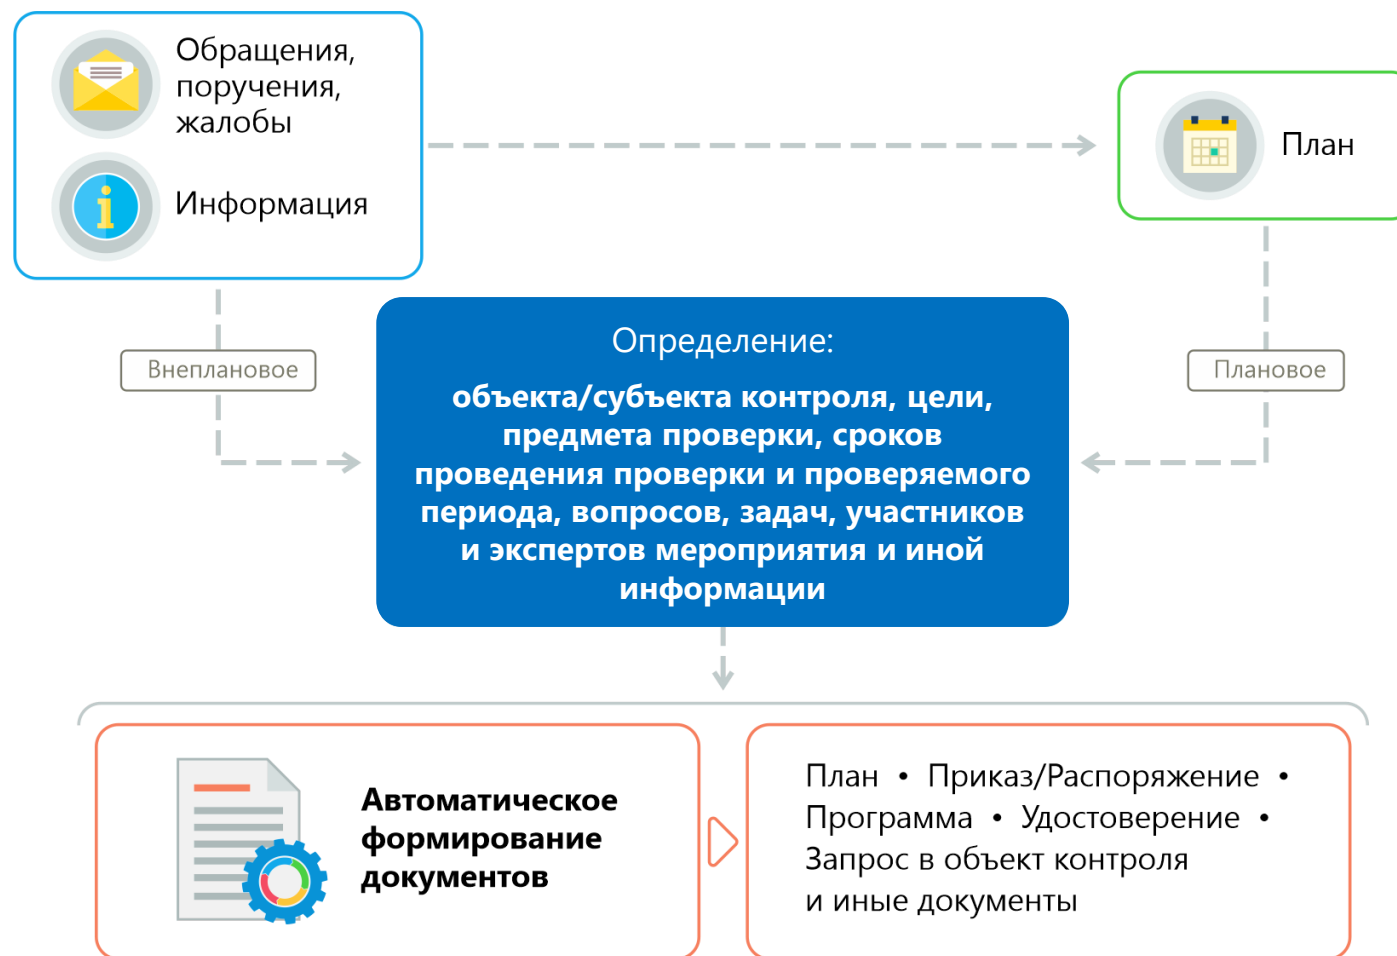 Обращения,
поручения,
жалобы
Информация
План
Внеплановое
Плановое
Определение:
объекта/субъекта контроля, цели,
предмета проверки, сроков
проведения проверки и проверяемого
периода, вопросов, задач, участников
и экспертов мероприятия и иной
информации
Автоматическое
формирование
документов
План • Приказ/Распоряжение •
Программа • Удостоверение •
Запрос в объект контроля
и иные документы